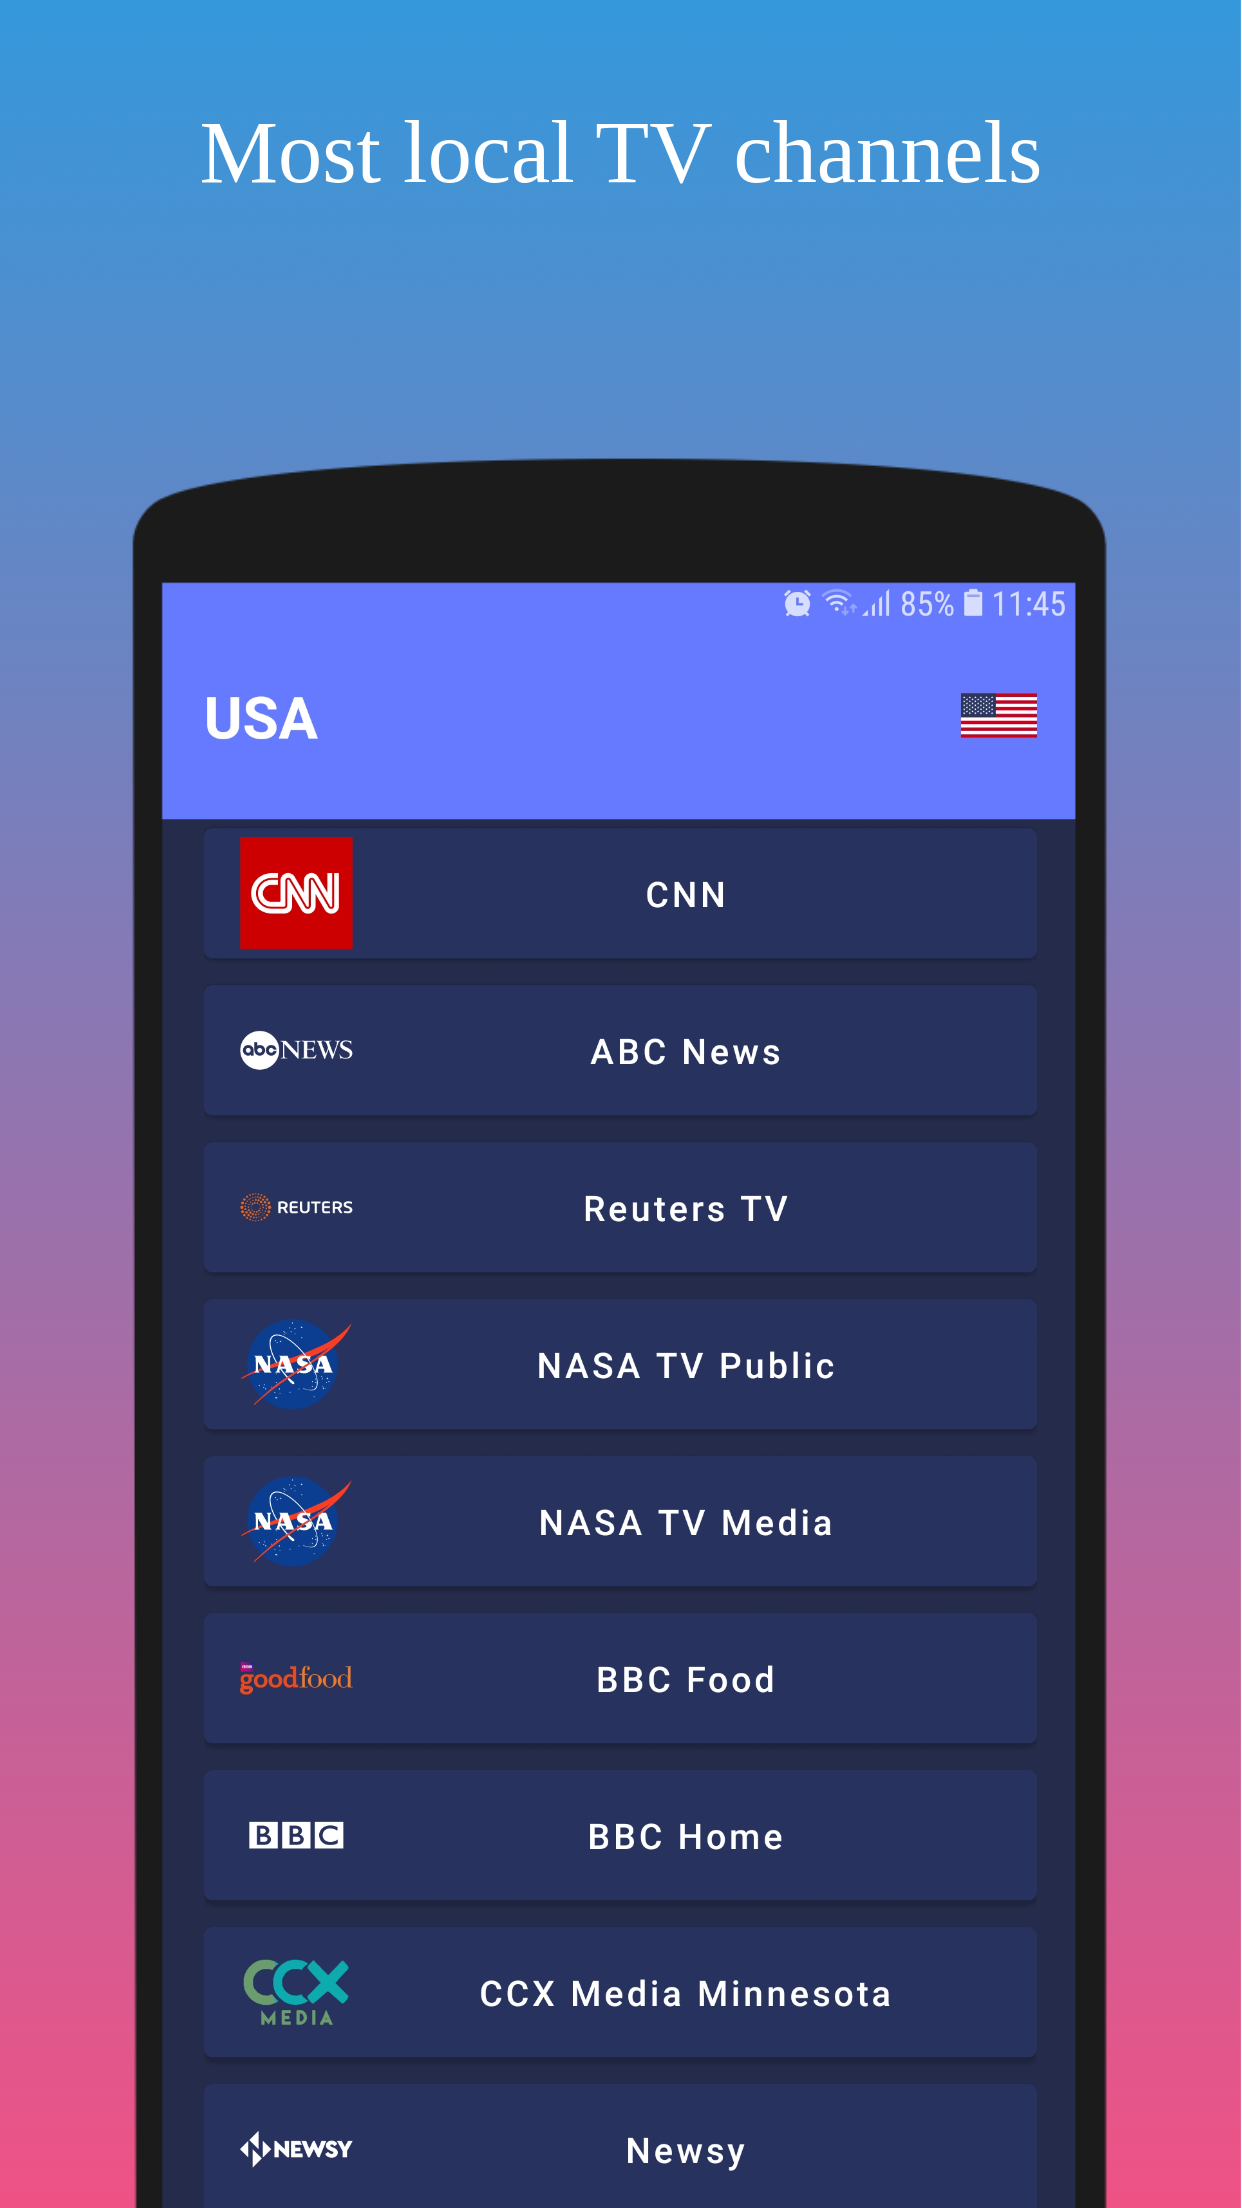 Most local TV channels
85% 11:45
USA
CNN
CNN
abc NEWS
ABC News
REUTERS
Reuters TV
NASA
NASA TV Public
NASA
NASA TV Media
goodfood
BBC Food
BBC
BBC Home
CCX
MEDIA
CCX Media Minnesota
NEWSY
Newsy